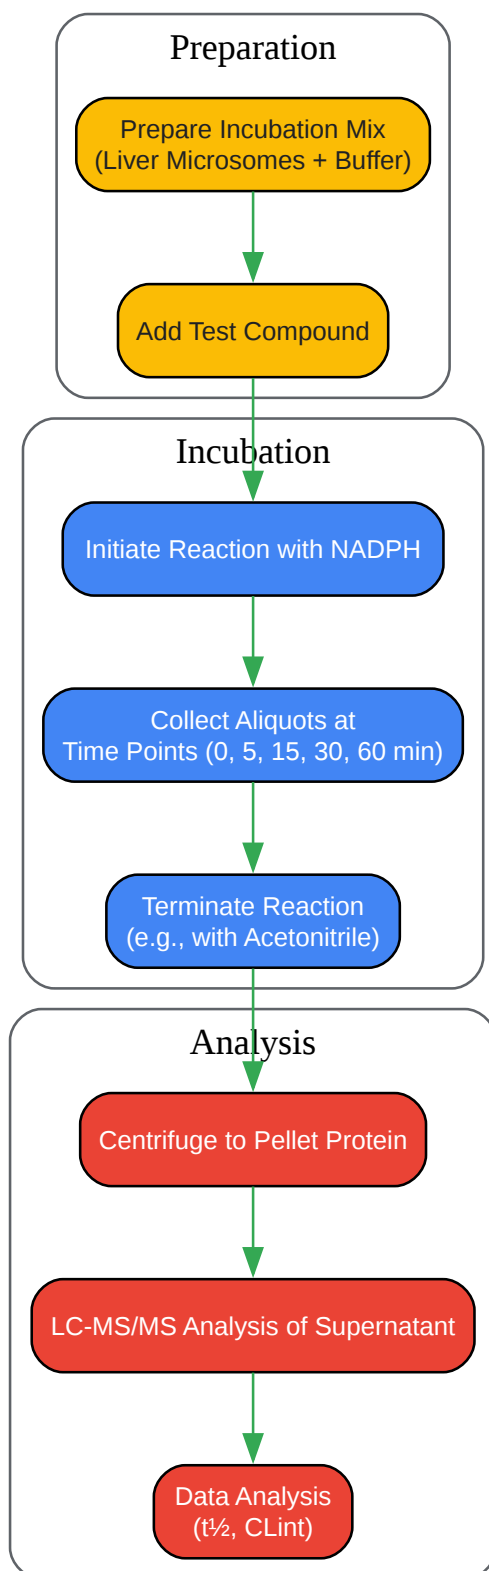 Preparation
Prepare Incubation Mix
(Liver Microsomes + Buffer)
Add Test Compound
Incubation
Initiate Reaction with NADPH
Collect Aliquots at
Time Points (0, 5, 15, 30, 60 min)
Terminate Reaction
(e.g., with Acetonitrile)
Analysis
Centrifuge to Pellet Protein
LC-MS/MS Analysis of Supernatant
Data Analysis
(t½, CLint)